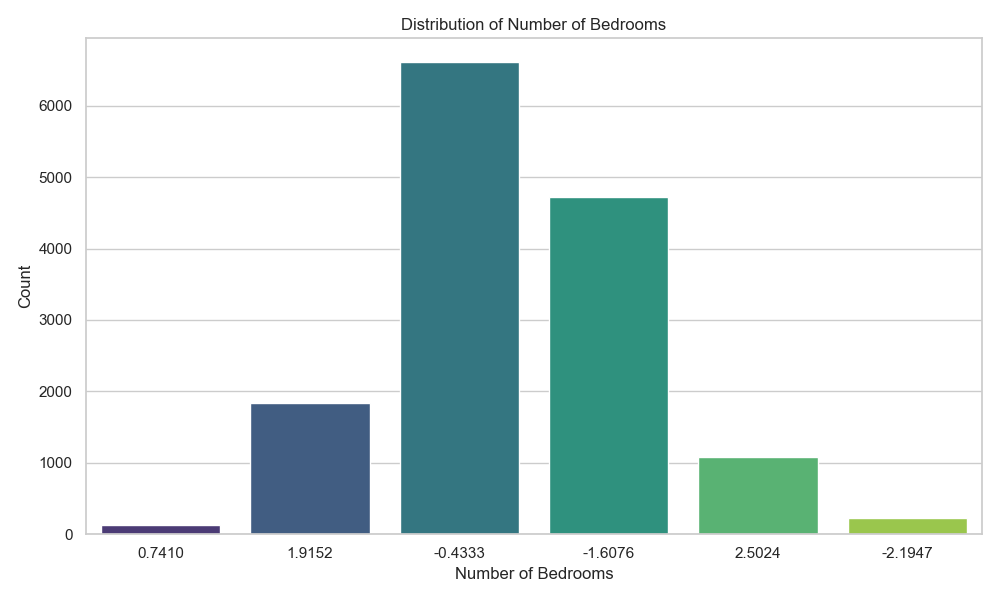 Distribution of Number of Bedrooms
Count
6000
5000
4000
3000
2000
1000
0
0.7410 1.9152 -0.4333 -1.6076 2.5024 -2.1947
Number of Bedrooms